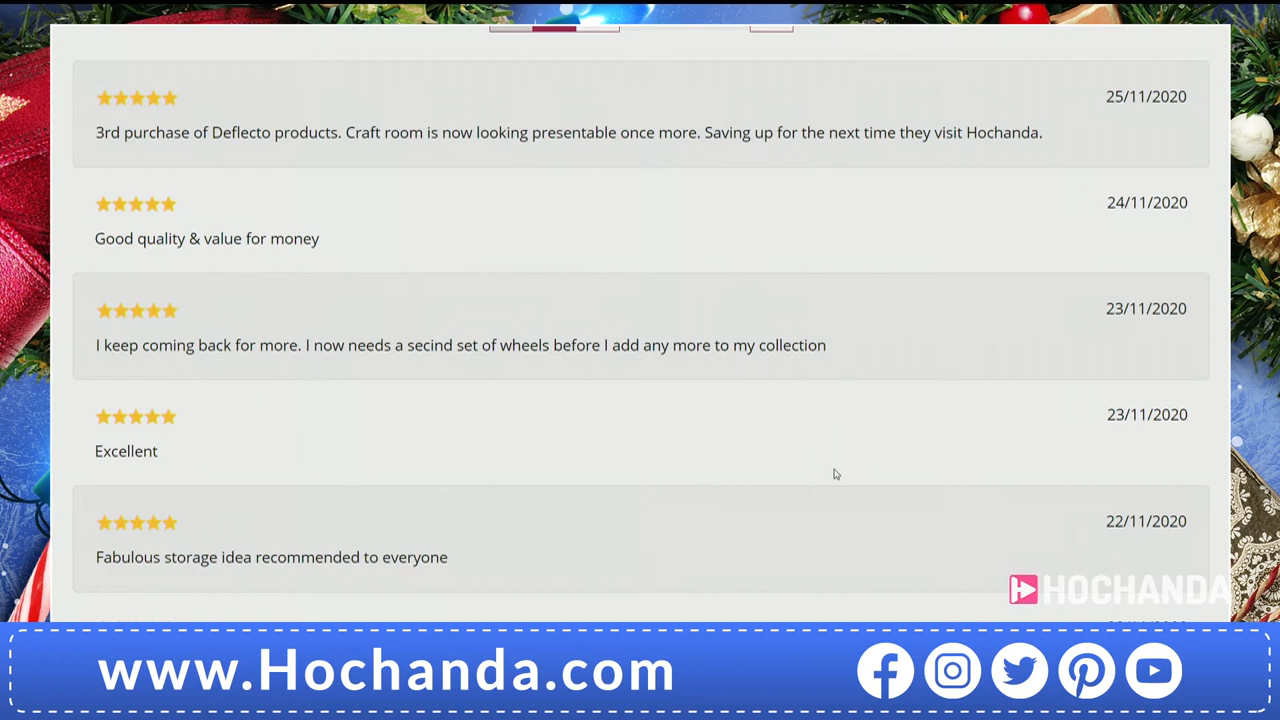 25/11/2020
3rd purchase of Deflecto products. Craft room is now looking presentable once more. Saving up for the next time they visit Hochanda.
24/11/2020
Good quality & value for money
23/11/2020
I keep coming back for more. I now needs a secind set of wheels before I add any more to my collection
23/11/2020
Excellent
22/11/2020
Fabulous storage idea recommended to everyone
HOCHANDA
www.Hochanda.com